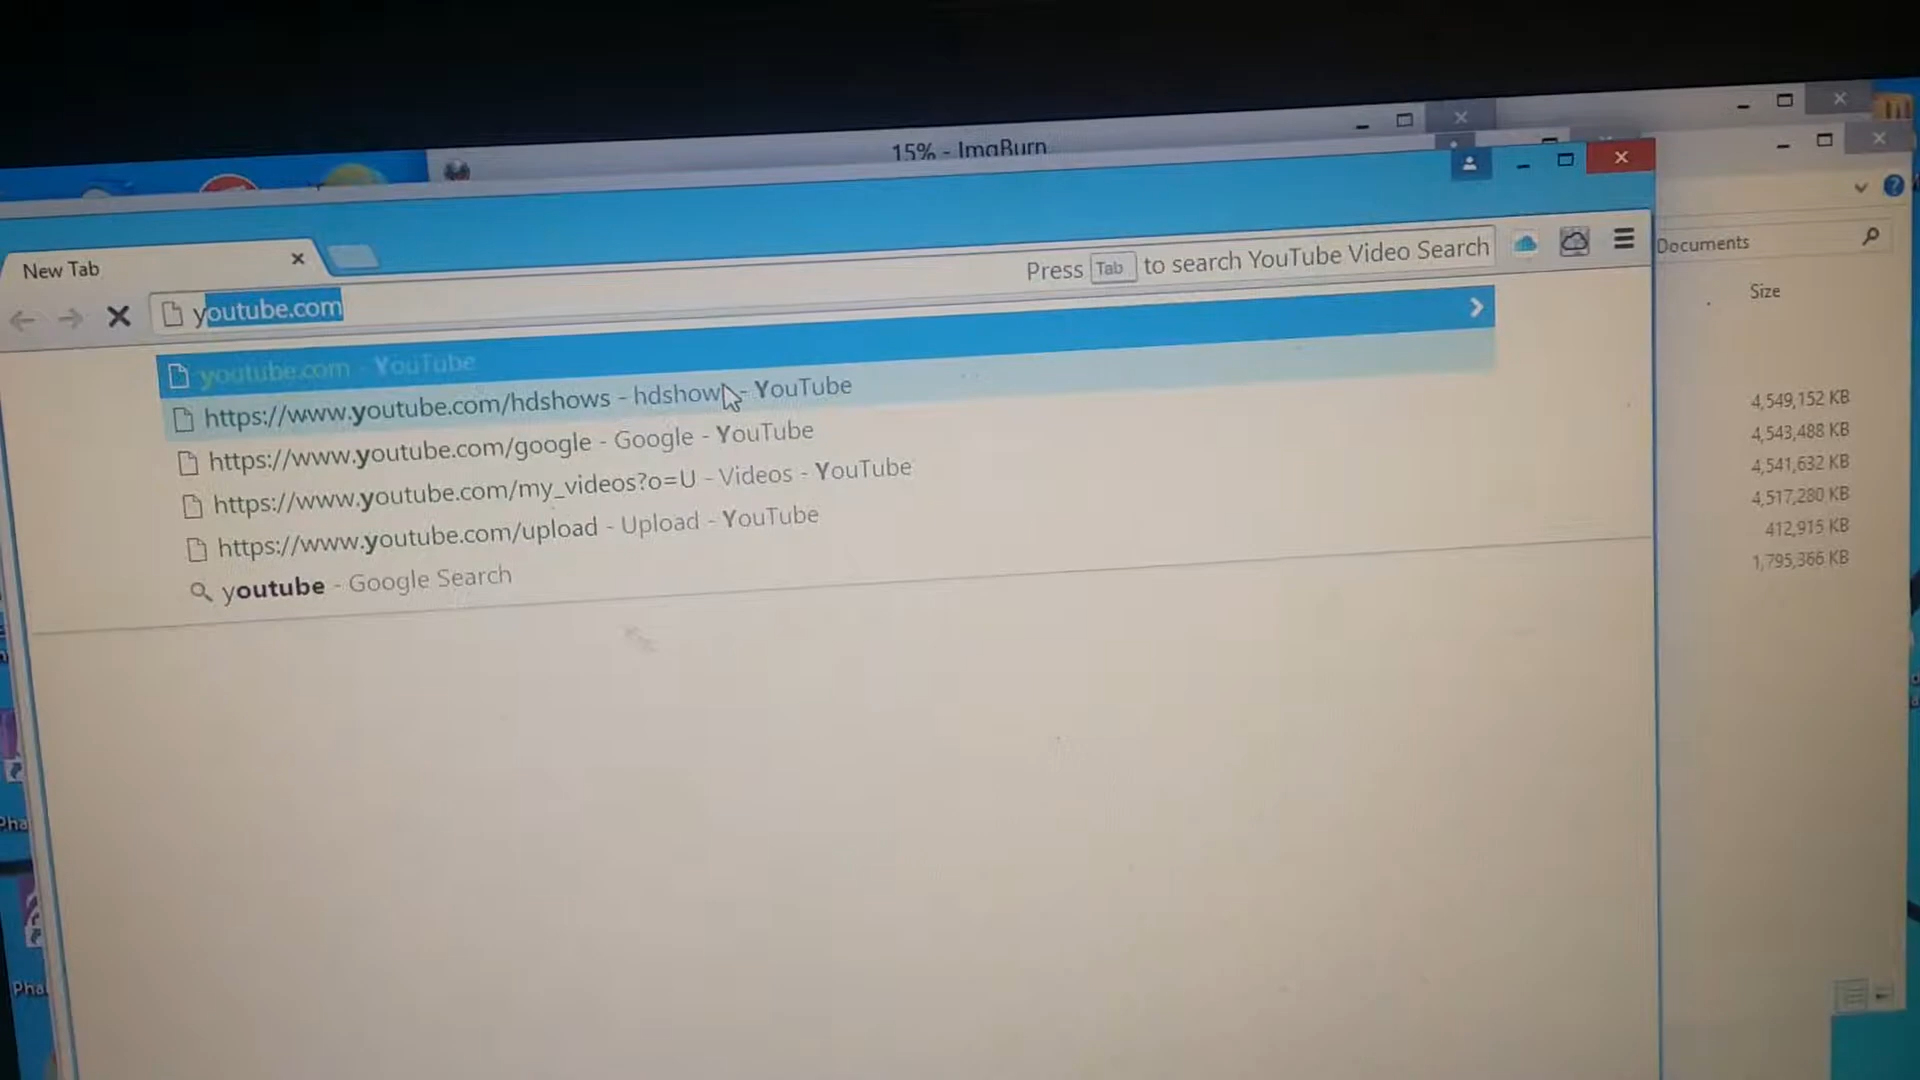 15% - ImgBurn
New Tab
youtube.com
Press Tab to search YouTube Video Search
Documents
Size
youtube.com - YouTube
https://www.youtube.com/hdshows - hdshow - YouTube
https://www.youtube.com/google - Google - YouTube
https://www.youtube.com/my_videos?o=U - Videos - YouTube
https://www.youtube.com/upload - Upload - YouTube
youtube - Google Search
4,549,152 KB
4,543,488 KB
4,541,632 KB
4,517,280 KB
412,915 KB
1,795,366 KB
Pha
Pha